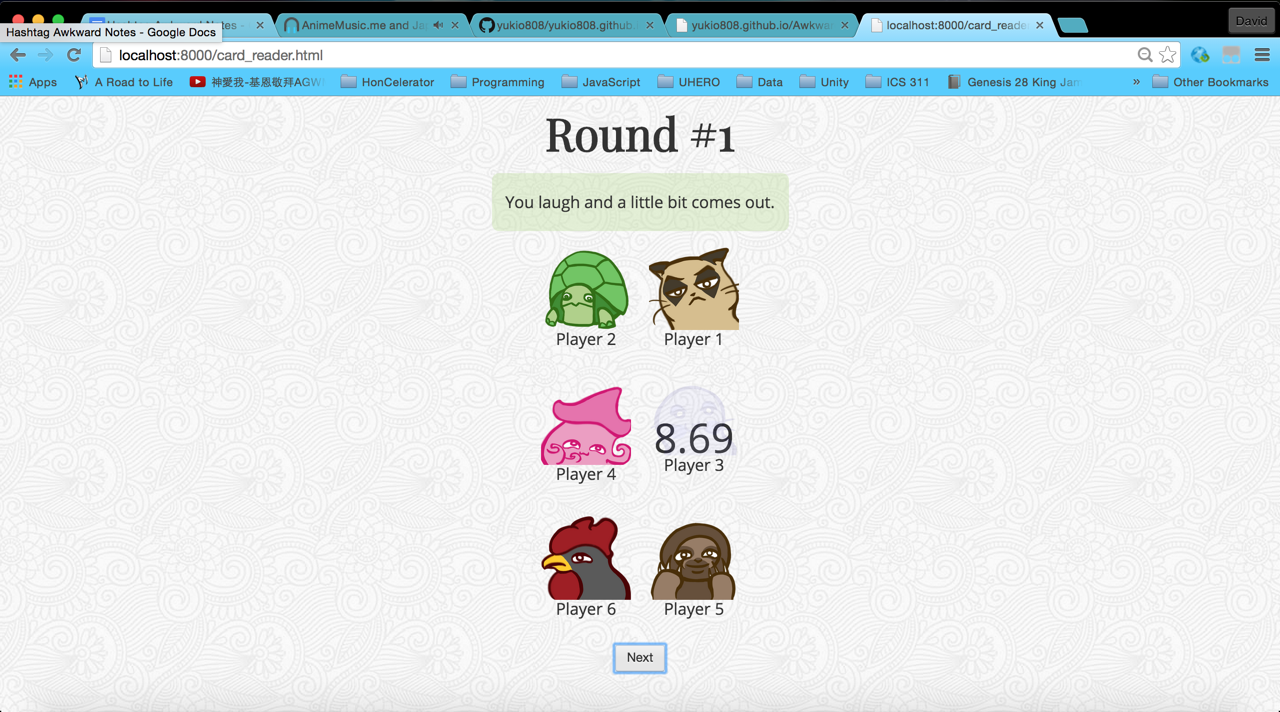 David
Hashtag Awkward Notes - Google Docs
AnimeMusic.me and Ja
yukio808/yukio808.github.
yukio808.github.io/Awkwa
localhost:8000/card_reade
localhost:8000/card_reader.html
Apps
A Road to Life
神愛我-基恩敬拜AGW
HonCelerator
Programming
JavaScript
UHERO
Data
Unity
ICS 311
Genesis 28 King Jam
»
Other Bookmarks
Round #1
You laugh and a little bit comes out.
Player 2
Player 1
8.69
Player 4
Player 3
Player 6
Player 5
Next